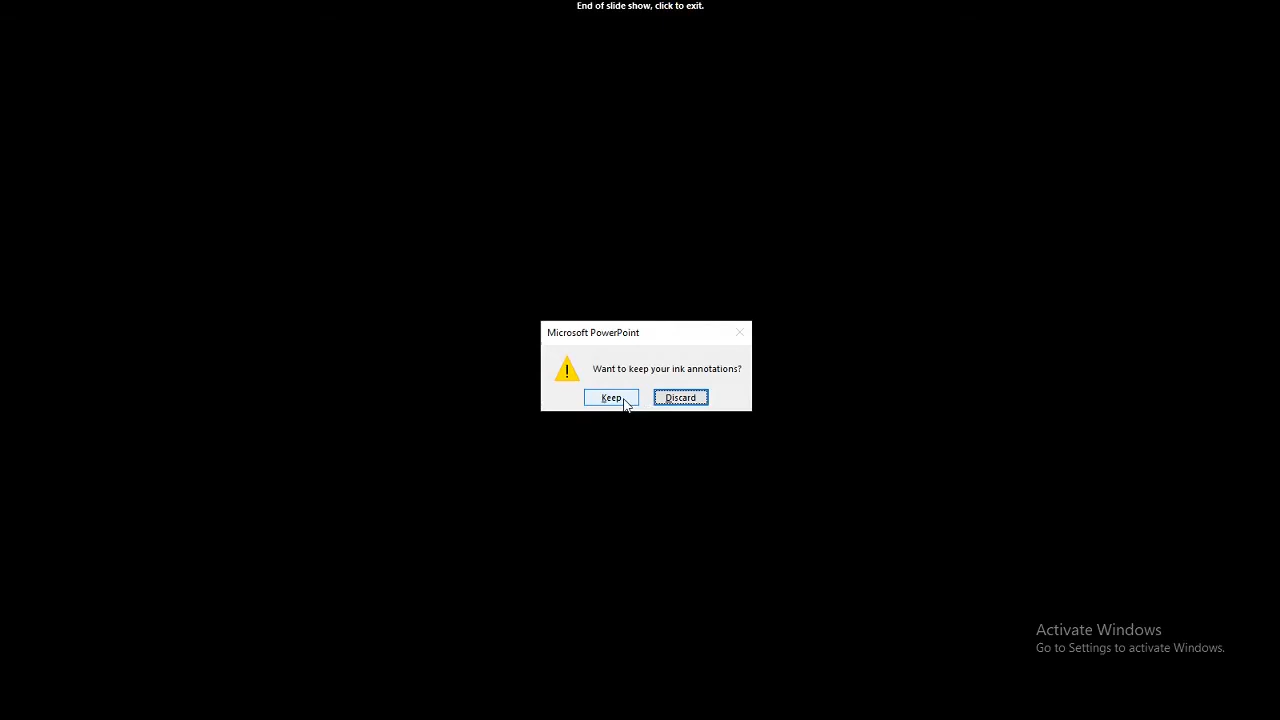 End of slide show, click to exit.
Microsoft PowerPoint
Want to keep your ink annotations?
Keep
Discard
Activate Windows
Go to Settings to activate Windows.